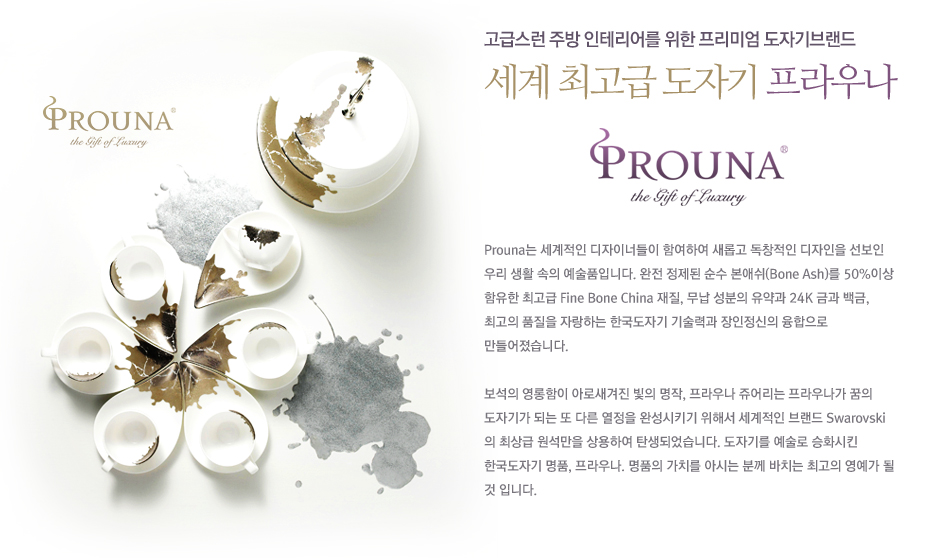 PROUNA®
the Gift of Luxury
고급스런 주방 인테리어를 위한 프리미엄 도자기브랜드
세계 최고급 도자기 프라우나
PROUNA®
the Gift of Luxury
Prouna는 세계적인 디자이너들이 함여하여 새롭고 독창적인 디자인을 선보인
우리 생활 속의 예술품입니다. 완전 정제된 순수 본애쉬(Bone Ash)를 50%이상
함유한 최고급 Fine Bone China 재질, 무납 성분의 유약과 24K 금과 백금,
최고의 품질을 자랑하는 한국도자기 기술력과 장인정신의 융합으로
만들어졌습니다.
보석의 영롱함이 아로새겨진 빛의 명작, 프라우나 쥬어리는 프라우나가 꿈의
도자기가 되는 또 다른 열정을 완성시키기 위해서 세계적인 브랜드 Swarovski
의 최상급 원석만을 상용하여 탄생되었습니다. 도자기를 예술로 승화시킨
한국도자기 명품, 프라우나. 명품의 가치를 아시는 분께 바치는 최고의 영예가 될
것 입니다.